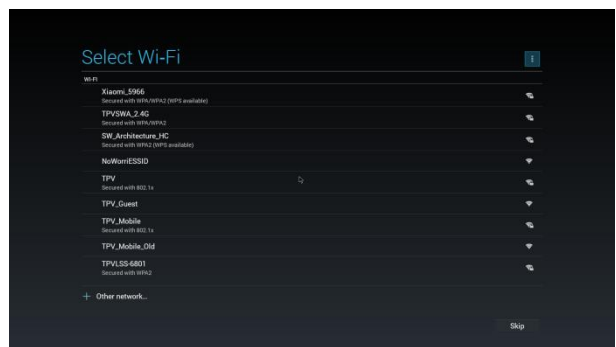 Select Wi-Fi
WI-FI
Xiaomi_5966
Secured with WPA/WPA2 (WPS available)
TPVSWA_2.4G
Secured with WPA/WPA2
SW_Architecture_HC
Secured with WPA2 (WPS available)
NoWorriESSID
TPV
Secured with 802.1x
TPV_Guest
TPV_Mobile
Secured with 802.1x
TPV_Mobile_Old
TPVLSS-6801
Secured with WPA2
+ Other network...
Skip